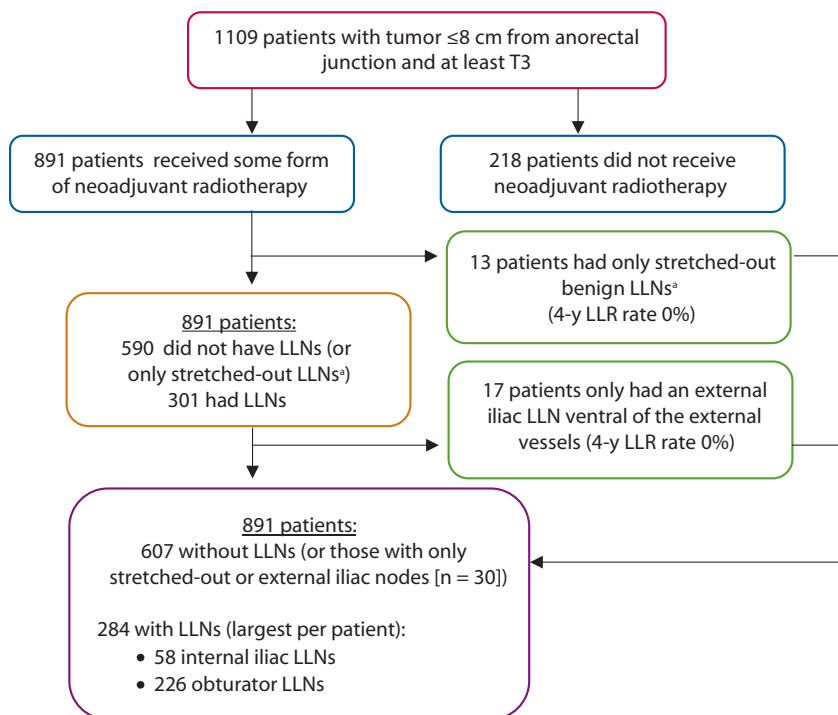 1109 patients with tumor ≤8 cm from anorectal
junction and at least T3
891 patients received some form
of neoadjuvant radiotherapy
218 patients did not receive
neoadjuvant radiotherapy
13 patients had only stretched-out
benign LLNsᵃ
(4-y LLR rate 0%)
891 patients:
590 did not have LLNs (or
only stretched-out LLNsᵃ)
301 had LLNs
17 patients only had an external
iliac LLN ventral of the external
vessels (4-y LLR rate 0%)
891 patients:
607 without LLNs (or those with only
stretched-out or external iliac nodes [n = 30])
284 with LLNs (largest per patient):
• 58 internal iliac LLNs
• 226 obturator LLNs